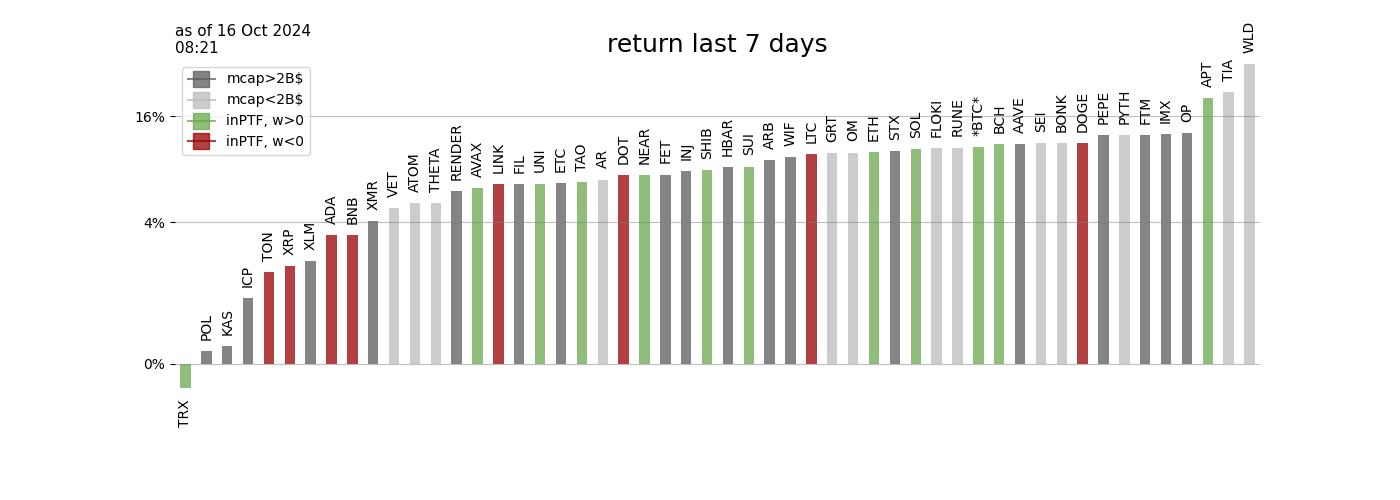 as of 16 Oct 2024
08:21
return last 7 days
mcap>2B$
mcap<2B$
inPTF, w>0
inPTF, w<0
16%
4%
0%
TRX
POL
KAS
ICP
TON
XRP
XLM
ADA
BNB
XMR
VET
ATOM
THETA
RENDER
AVAX
LINK
FIL
UNI
ETC
TAO
AR
DOT
NEAR
FET
INJ
SHIB
HBAR
SUI
ARB
WIF
LTC
GRT
OM
ETH
STX
SOL
FLOKI
RUNE
*BTC*
BCH
AAVE
SEI
BONK
DOGE
PEPE
PYTH
FTM
IMX
OP
APT
TIA
WLD